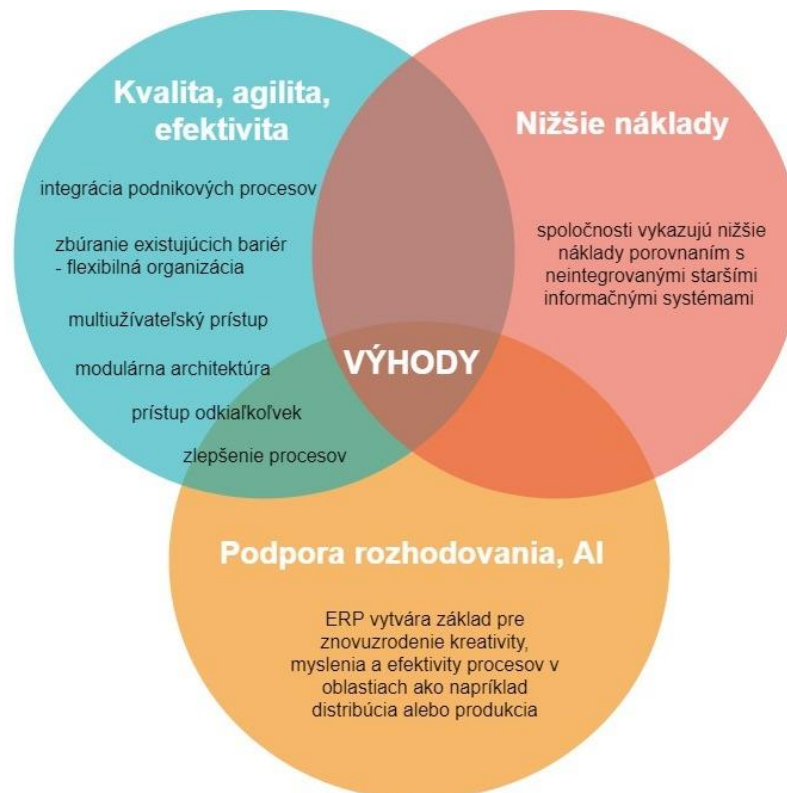 Kvalita, agilita,
efektivita
integrácia podnikových procesov
zbúranie existujúcich bariér
- flexibilná organizácia
multiužívateľský prístup
modulárna architektúra
prístup odkiaľkoľvek
zlepšenie procesov
Nižšie náklady
spoločnosti vykazujú nižšie
náklady porovnaním s
neintegrovanými staršími
informačnými systémami
VÝHODY
Podpora rozhodovania, AI
ERP vytvára základ pre
znovuzrodenie kreativity,
myslenia a efektivity procesov v
oblastiach ako napríklad
distribúcia alebo produkcia